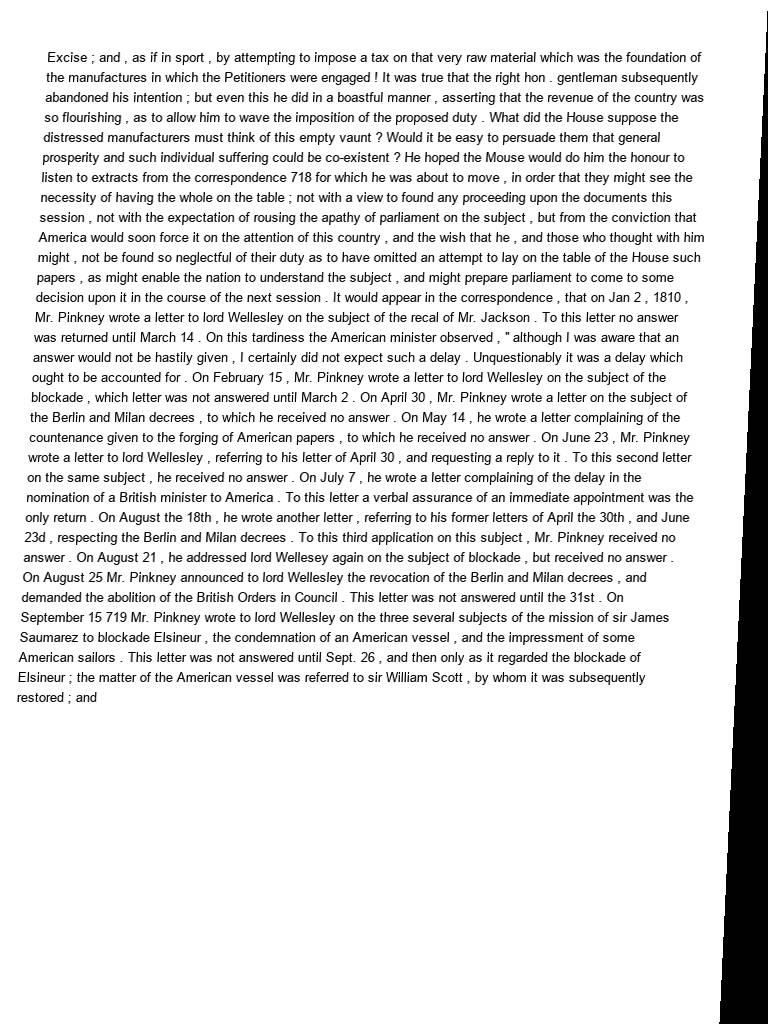 Excise ; and , as if in sport , by attempting to impose a tax on that very raw material which was the foundation of
the manufactures in which the Petitioners were engaged ! It was true that the right hon . gentleman subsequently
abandoned his intention ; but even this he did in a boastful manner , asserting that the revenue of the country was
so flourishing , as to allow him to wave the imposition of the proposed duty . What did the House suppose the
distressed manufacturers must think of this empty vaunt ? Would it be easy to persuade them that general
prosperity and such individual suffering could be co-existent ? He hoped the Mouse would do him the honour to
listen to extracts from the correspondence 718 for which he was about to move , in order that they might see the
necessity of having the whole on the table ; not with a view to found any proceeding upon the documents this
session , not with the expectation of rousing the apathy of parliament on the subject , but from the conviction that
America would soon force it on the attention of this country , and the wish that he , and those who thought with him
might , not be found so neglectful of their duty as to have omitted an attempt to lay on the table of the House such
papers , as might enable the nation to understand the subject , and might prepare parliament to come to some
decision upon it in the course of the next session . It would appear in the correspondence , that on Jan 2 , 1810 ,
Mr. Pinkney wrote a letter to lord Wellesley on the subject of the recal of Mr. Jackson . To this letter no answer
was returned until March 14 . On this tardiness the American minister observed , " although I was aware that an
answer would not be hastily given , I certainly did not expect such a delay . Unquestionably it was a delay which
ought to be accounted for . On February 15 , Mr. Pinkney wrote a letter to lord Wellesley on the subject of the
blockade , which letter was not answered until March 2 . On April 30 , Mr. Pinkney wrote a letter on the subject of
the Berlin and Milan decrees , to which he received no answer . On May 14 , he wrote a letter complaining of the
countenance given to the forging of American papers , to which he received no answer . On June 23 , Mr. Pinkney
wrote a letter to lord Wellesley , referring to his letter of April 30 , and requesting a reply to it . To this second letter
on the same subject , he received no answer . On July 7 , he wrote a letter complaining of the delay in the
nomination of a British minister to America . To this letter a verbal assurance of an immediate appointment was the
only return . On August the 18th , he wrote another letter , referring to his former letters of April the 30th , and June
23d , respecting the Berlin and Milan decrees . To this third application on this subject , Mr. Pinkney received no
answer . On August 21 , he addressed lord Wellesey again on the subject of blockade , but received no answer .
On August 25 Mr. Pinkney announced to lord Wellesley the revocation of the Berlin and Milan decrees , and
demanded the abolition of the British Orders in Council . This letter was not answered until the 31st . On
September 15 719 Mr. Pinkney wrote to lord Wellesley on the three several subjects of the mission of sir James
Saumarez to blockade Elsineur , the condemnation of an American vessel , and the impressment of some
American sailors . This letter was not answered until Sept. 26 , and then only as it regarded the blockade of
Elsineur ; the matter of the American vessel was referred to sir William Scott , by whom it was subsequently
restored ; and